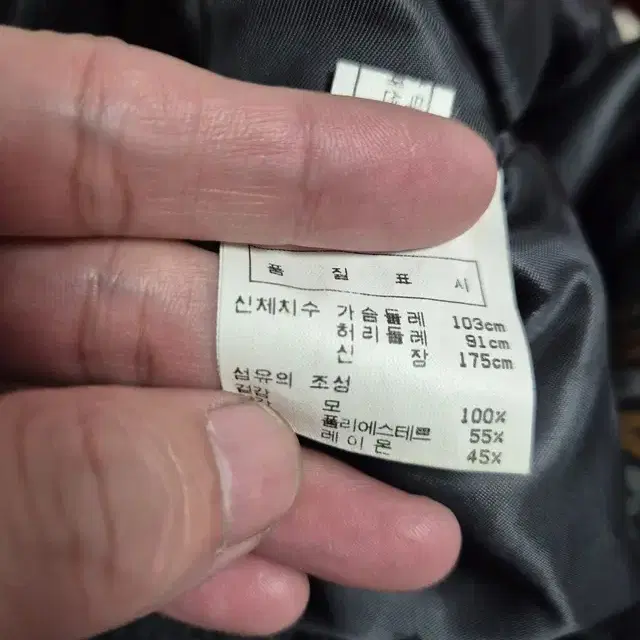 품 질 표 시
신체치수 가슴둘레 103cm
허리둘레 91cm
신 장 175cm
섬유의 조성
겉감 모 100%
폴리에스테르 55%
레이온 45%